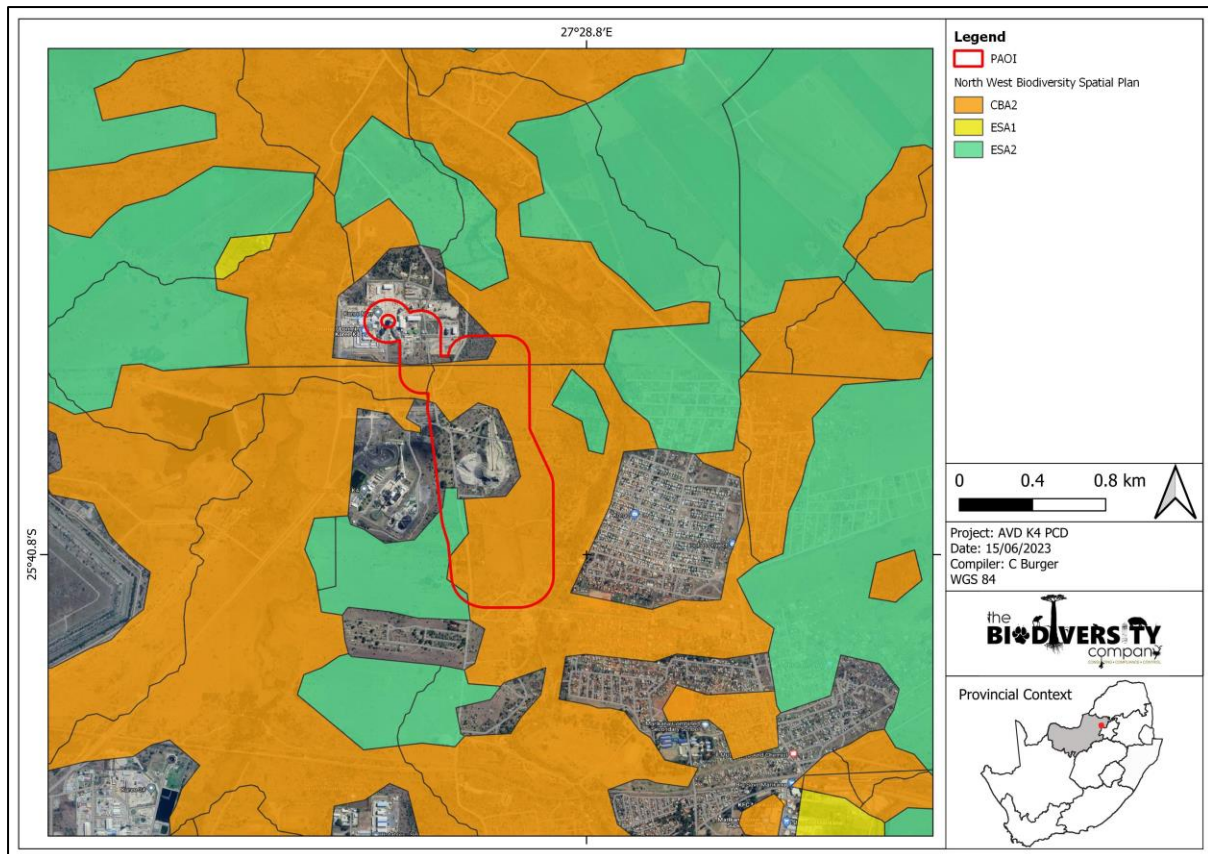 27°28.8'E
25°40.8'S
Legend
PAOI
North West Biodiversity Spatial Plan
CBA2
ESA1
ESA2
0 0.4 0.8 km
Project: AVD K4 PCD
Date: 15/06/2023
Compiler: C Burger
WGS 84
the
BIODIVERSITY
company
Provincial Context